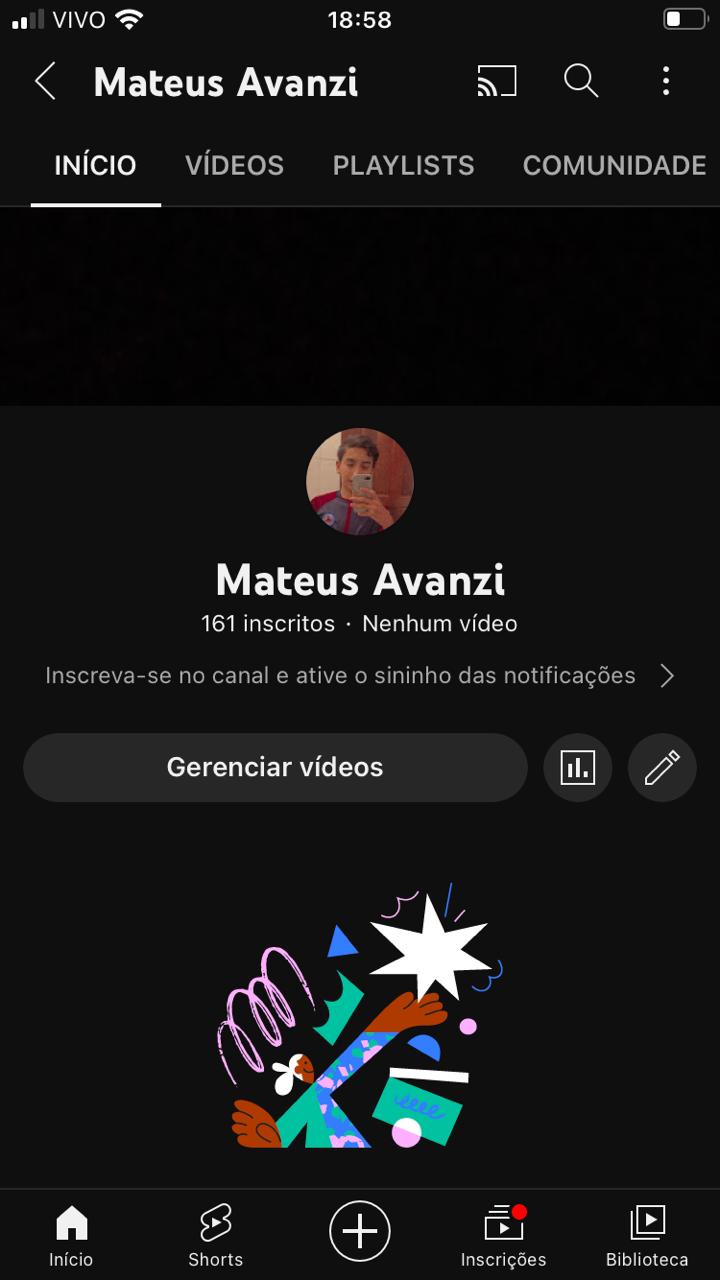 VIVO 18:58
Mateus Avanzi
INÍCIO VÍDEOS PLAYLISTS COMUNIDADE
Mateus Avanzi
161 inscritos · Nenhum vídeo
Inscreva-se no canal e ative o sininho das notificações
Gerenciar vídeos
Início Shorts Inscrições Biblioteca